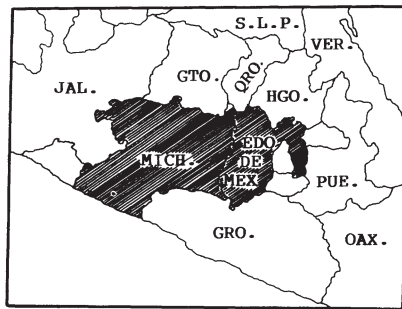 S.L.P.
VER.
QRO.
GTO.
JAL.
HGO.
EDO
DE
MEX
MICH.
PUE.
GRO.
OAX.